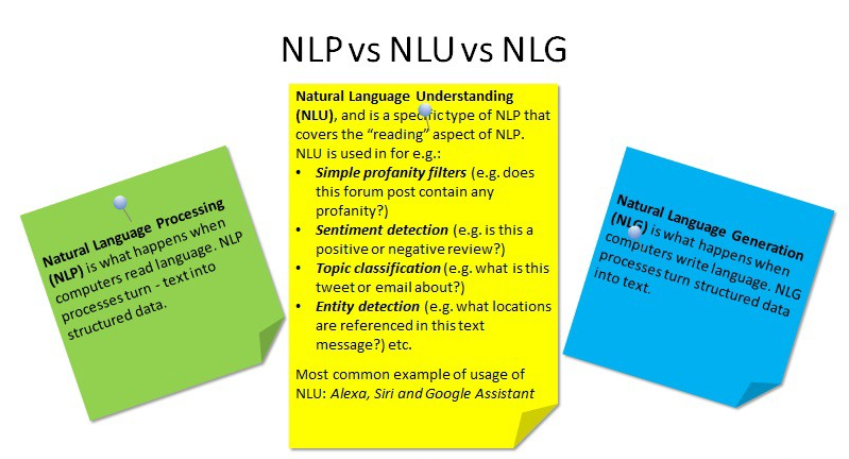 NLP vs NLU vs NLG
Natural Language Processing
(NLP) is what happens when
computers read language. NLP
processes turn - text into
structured data.
Natural Language Understanding
(NLU), and is a specific type of NLP that
covers the “reading” aspect of NLP.
NLU is used in for e.g.:
• Simple profanity filters (e.g. does
this forum post contain any
profanity?)
• Sentiment detection (e.g. is this a
positive or negative review?)
• Topic classification (e.g. what is this
tweet or email about?)
• Entity detection (e.g. what locations
are referenced in this text
message?) etc.
Most common example of usage of
NLU: Alexa, Siri and Google Assistant
Natural Language Generation
(NLG) is what happens when
computers write language. NLG
processes turn structured data
into text.